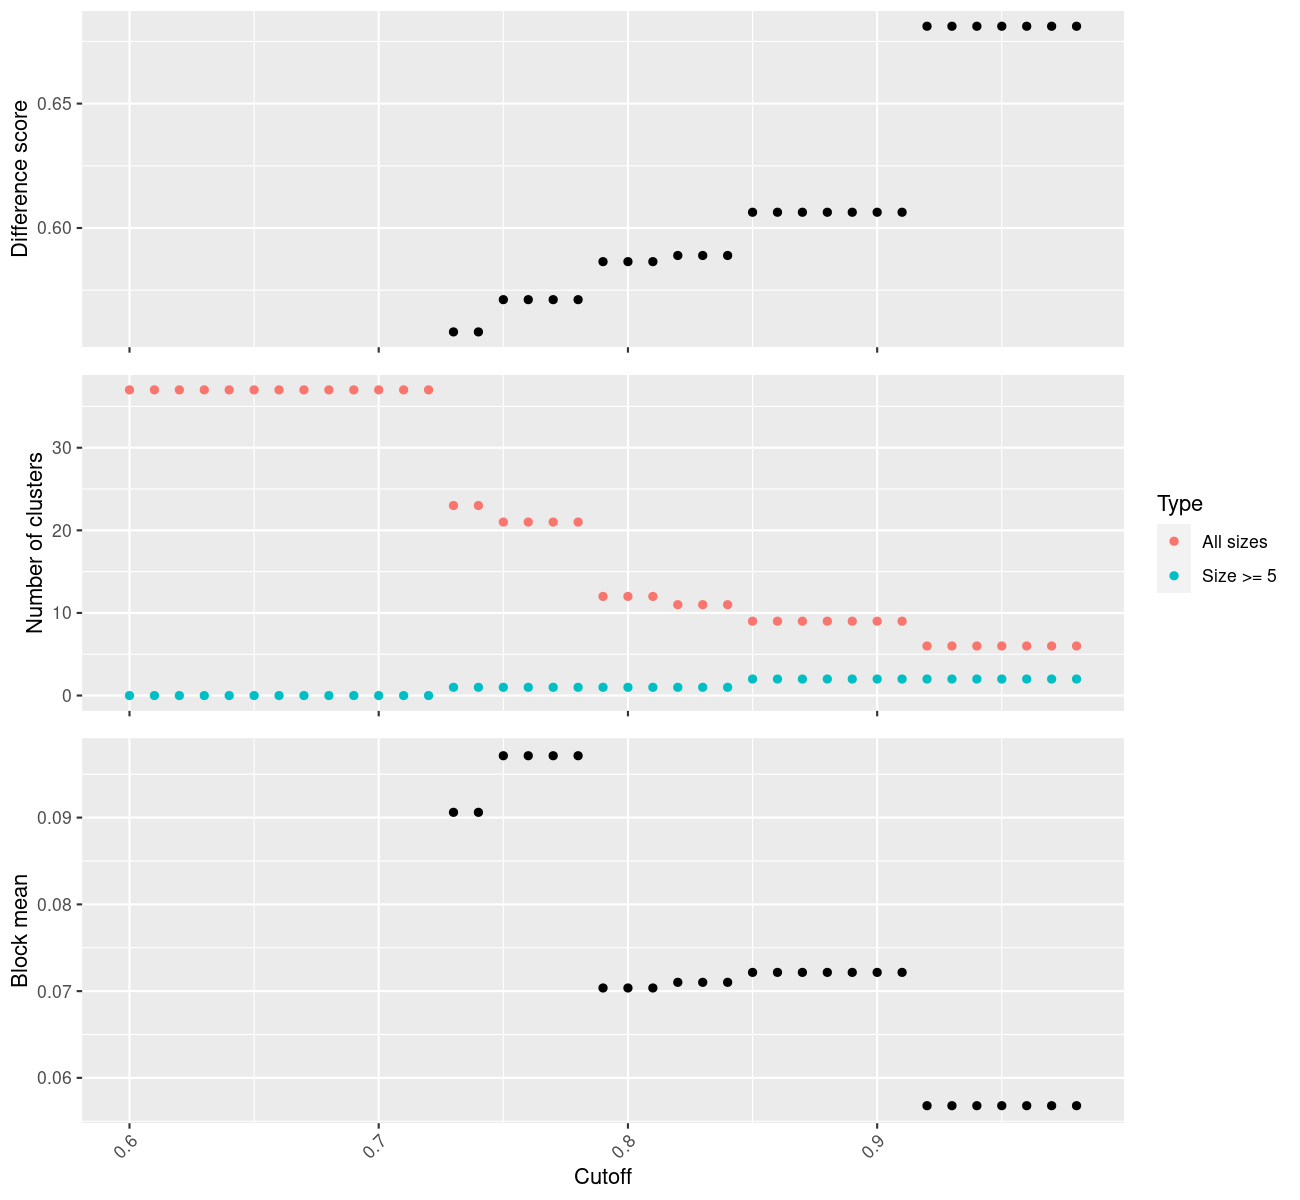 Difference score
0.65
0.60
Number of clusters
30
20
10
0
Type
All sizes
Size >= 5
Block mean
0.09
0.08
0.07
0.06
0.6
0.7
0.8
0.9
Cutoff